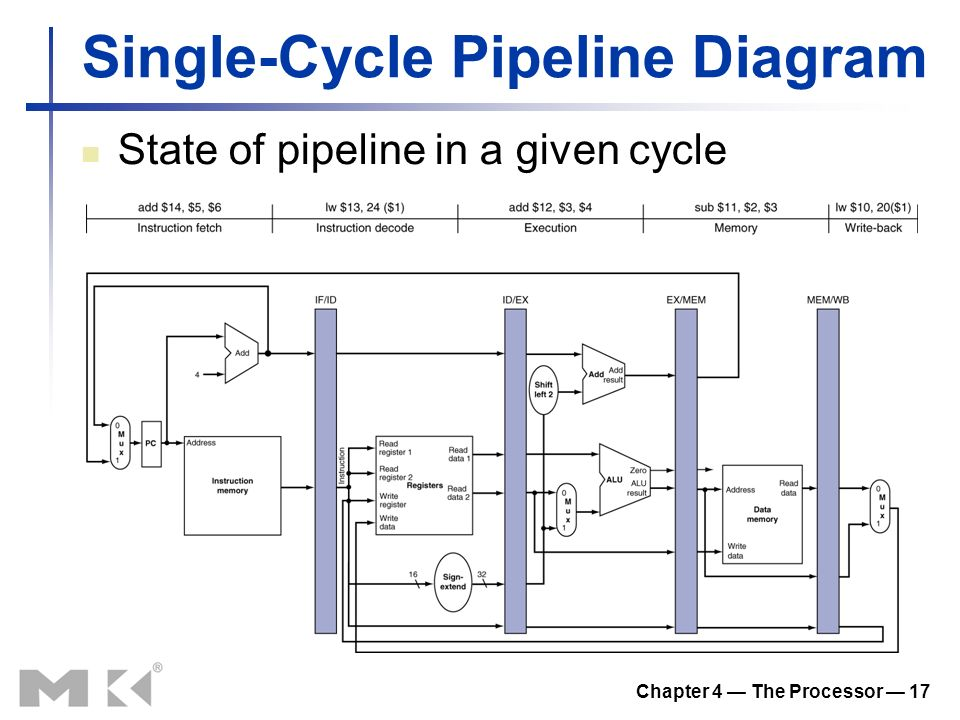 Single-Cycle Pipeline Diagram
State of pipeline in a given cycle
add $14, $5, $6
lw $13, 24 ($1)
add $12, $3, $4
sub $11, $2, $3
lw $10, 20($1)
Instruction fetch
Instruction decode
Execution
Memory
Write-back
IF/ID
ID/EX
EX/MEM
MEM/WB
Add
4
Shift
left 2
Add
Add
result
0
M
u
x
1
PC
Address
Instruction
memory
Instruction
Read
register 1
Read
register 2
Write
register
Write
data
Registers
Read
data 1
Read
data 2
0
M
u
x
1
ALU
Zero
ALU
result
Address
Read
data
Data
memory
Write
data
0
M
u
x
1
16
Sign-
extend
32
MK®
Chapter 4 — The Processor — 17